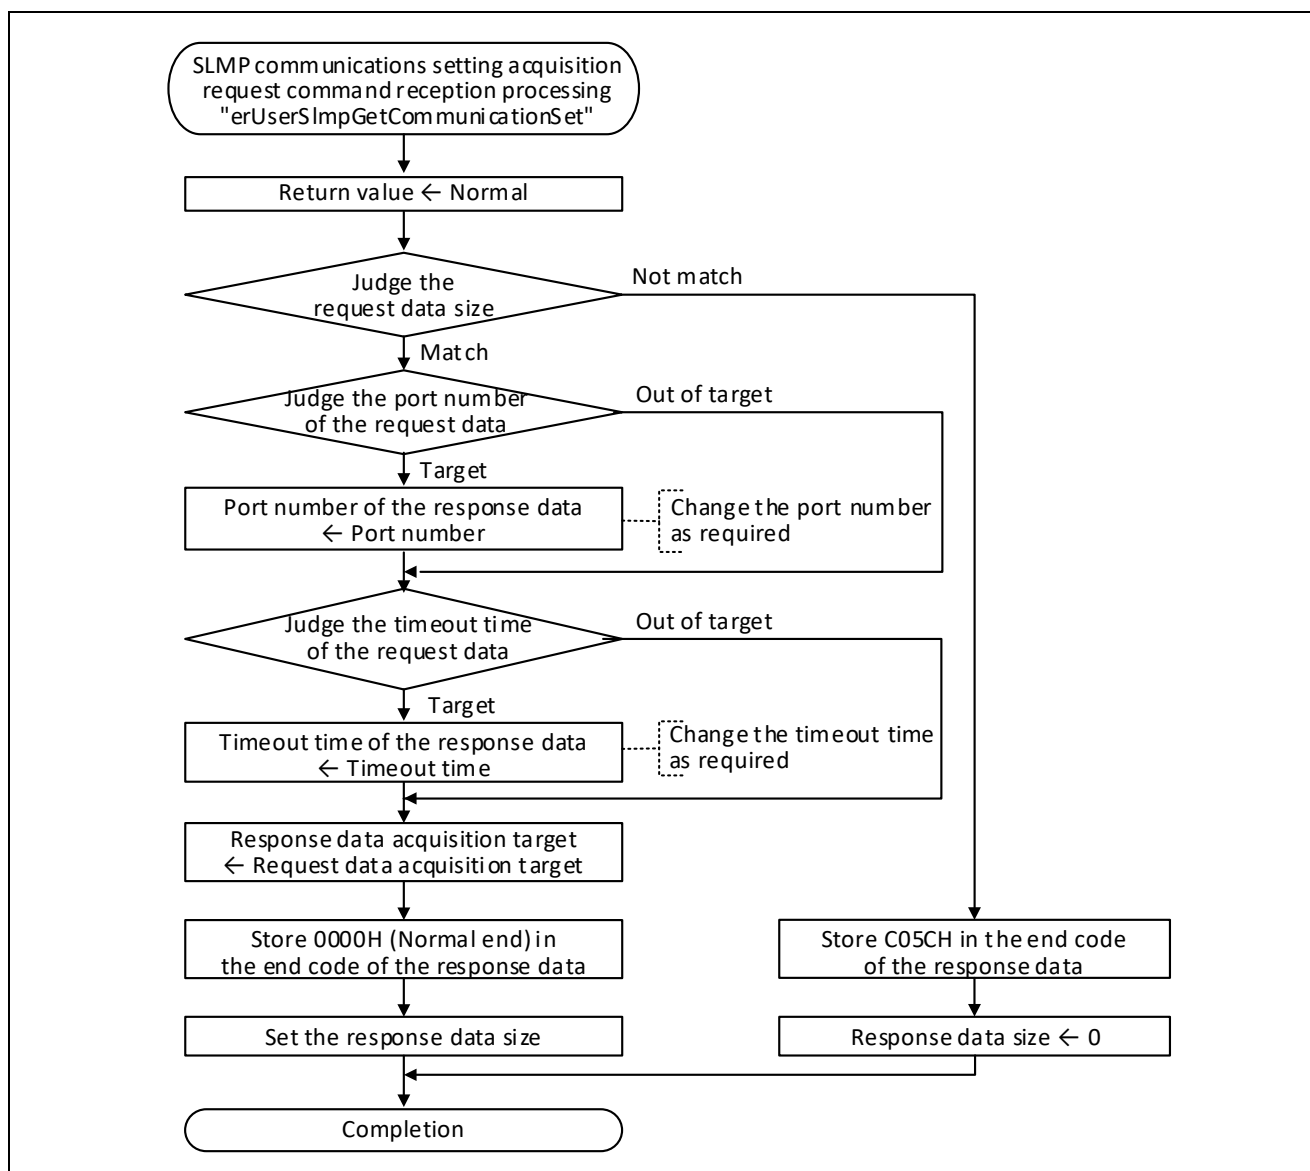 SLMP communications setting acquisition
request command reception processing
"erUserSlmpGetCommunicationSet"
Return value ← Normal
Judge the
request data size
Not match
Match
Judge the port number
of the request data
Out of target
Target
Port number of the response data
← Port number
Change the port number
as required
Judge the timeout time
of the request data
Out of target
Target
Timeout time of the response data
← Timeout time
Change the timeout time
as required
Response data acquisition target
← Request data acquisition target
Store 0000H (Normal end) in
the end code of the response data
Store C05CH in the end code
of the response data
Set the response data size
Response data size ← 0
Completion